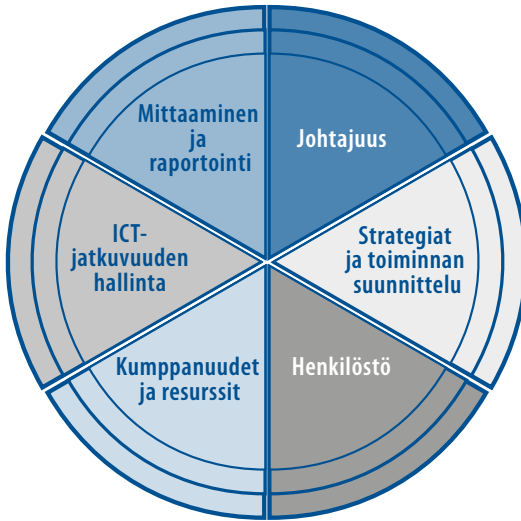 Mittaaminen
ja
raportointi
Johtajuus
ICT-
jatkuvuuden
hallinta
Strategiat
ja toiminnan
suunnittelu
Kumppanuudet
ja resurssit
Henkilöstö